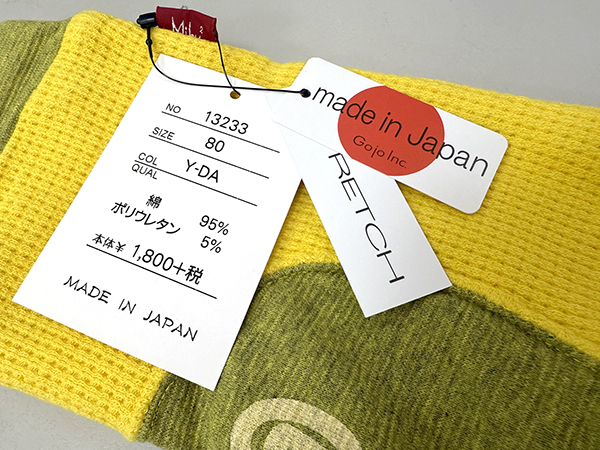 NO 13233
SIZE 80
COL
QUAL Y-DA
綿 95%
ポリウレタン 5%
本体¥ 1,800+税
MADE IN JAPAN
made in Japan
Gojo Inc.
RETCH